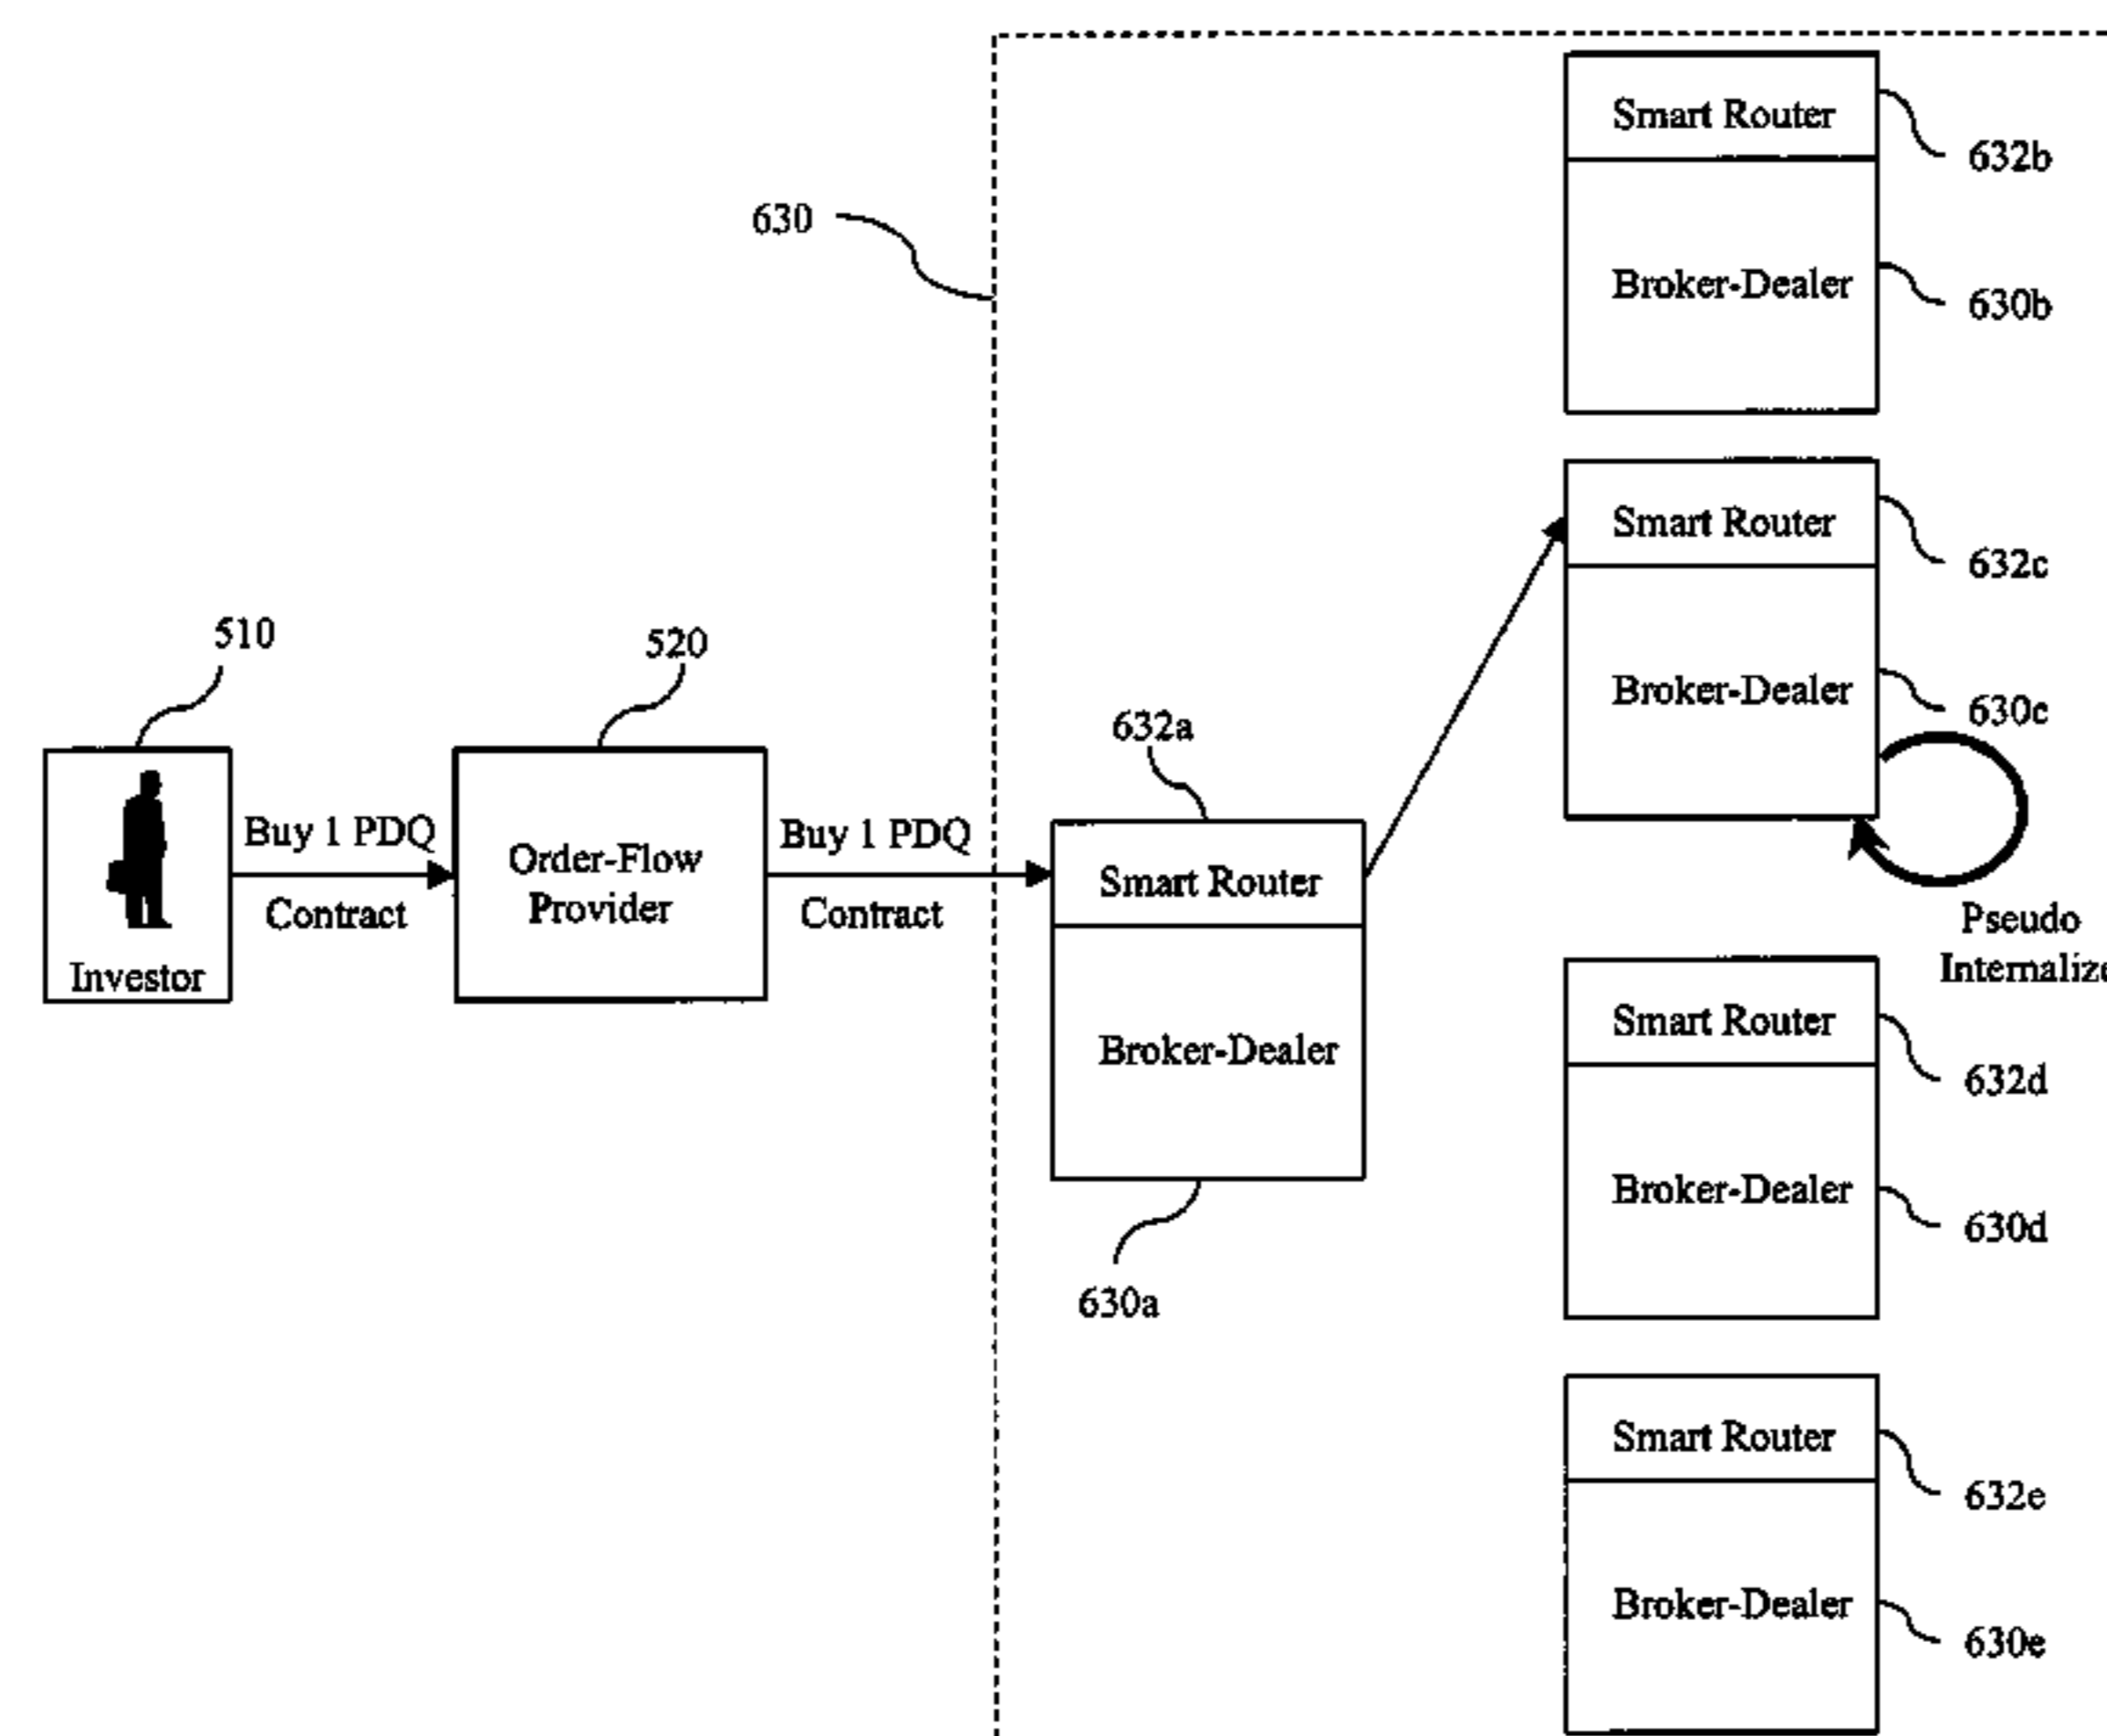 Smart Router
632b
630
Broker-Dealer
630b
Smart Router
632c
510
520
Broker-Dealer
630c
632a
Buy 1 PDQ
Contract
Order-Flow
Provider
Buy 1 PDQ
Contract
Smart Router
Investor
Pseudo
Broker-Dealer
630a
Smart Router
632d
Broker-Dealer
630d
Smart Router
632e
Broker-Dealer
630e